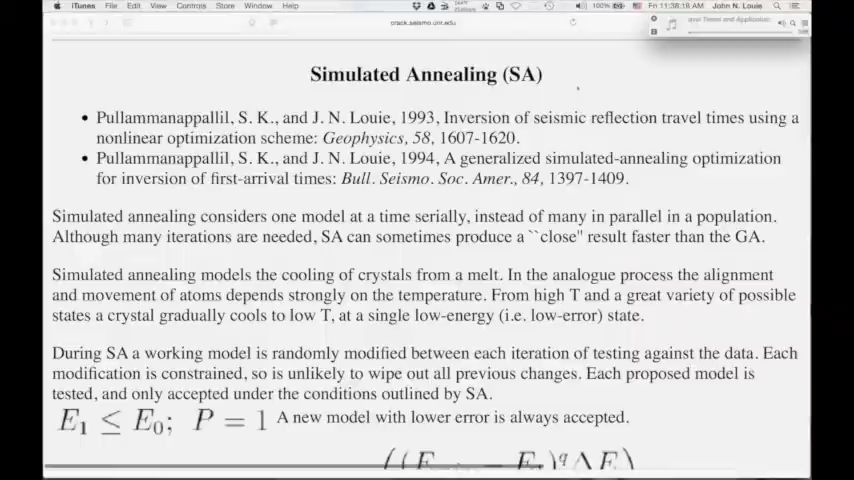 iTunes File Edit View Controls Store Window Help 100% Fri 11:38:18 AM John N. Louie
crack.seismo.unr.edu
Simulated Annealing (SA)
• Pullammanappallil, S. K., and J. N. Louie, 1993, Inversion of seismic reflection travel times using a
nonlinear optimization scheme: Geophysics, 58, 1607-1620.
• Pullammanappallil, S. K., and J. N. Louie, 1994, A generalized simulated-annealing optimization
for inversion of first-arrival times: Bull. Seismo. Soc. Amer., 84, 1397-1409.
Simulated annealing considers one model at a time serially, instead of many in parallel in a population.
Although many iterations are needed, SA can sometimes produce a ``close'' result faster than the GA.
Simulated annealing models the cooling of crystals from a melt. In the analogue process the alignment
and movement of atoms depends strongly on the temperature. From high T and a great variety of possible
states a crystal gradually cools to low T, at a single low-energy (i.e. low-error) state.
During SA a working model is randomly modified between each iteration of testing against the data. Each
modification is constrained, so is unlikely to wipe out all previous changes. Each proposed model is
tested, and only accepted under the conditions outlined by SA.
E₁ ≤ E₀; P = 1 A new model with lower error is always accepted.